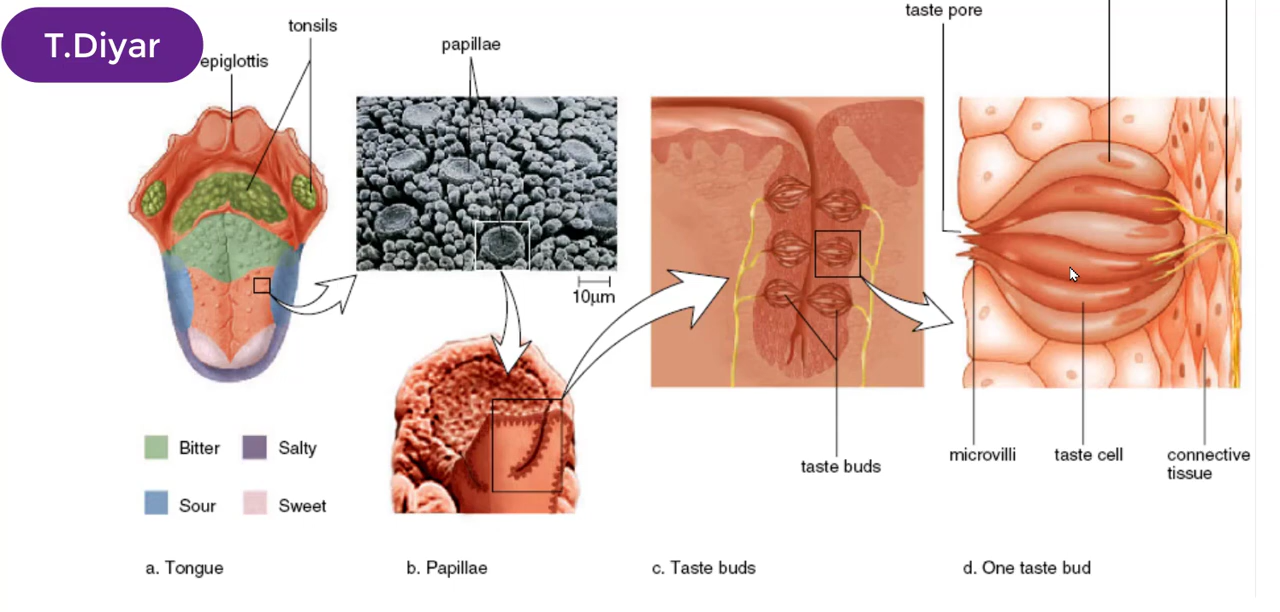 T.Diyar
tonsils
epiglottis
papillae
taste pore
10μm
Bitter
Salty
Sour
Sweet
taste buds
microvilli
taste cell
connective
tissue
a. Tongue
b. Papillae
c. Taste buds
d. One taste bud